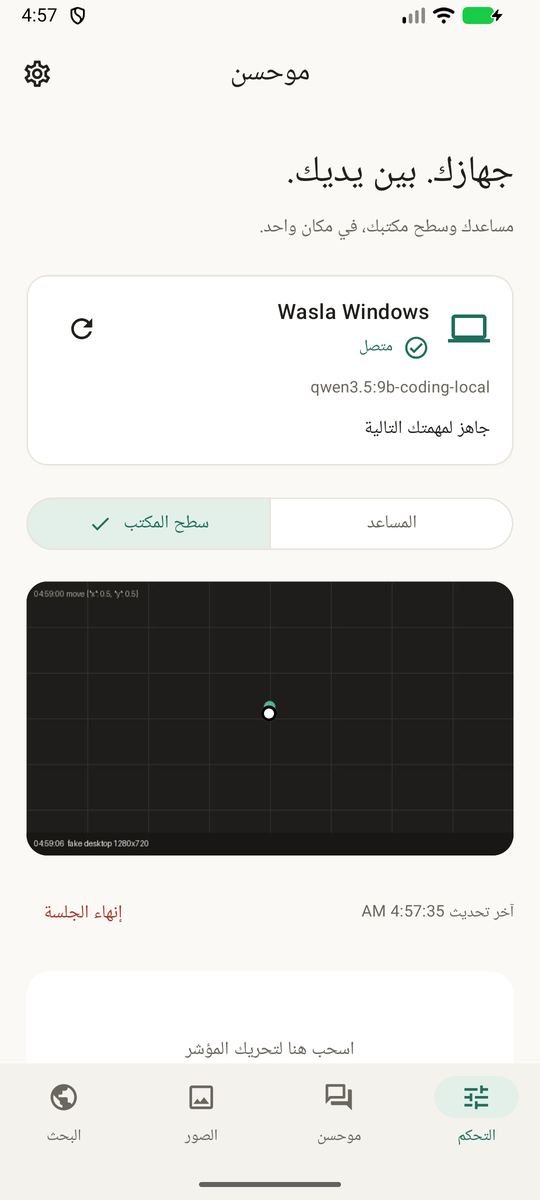 4:57
موحسن
جهازك. بين يديك.
مساعدك وسطح مكتبك، في مكان واحد.
Wasla Windows
متصل
qwen3.5:9b-coding-local
جاهز لمهمتك التالية
المساعد
سطح المكتب
04:59:00 move {"x": 0.5, "y": 0.5}
04:59:06 fake desktop 1280x720
آخر تحديث 4:57:35 AM
إنهاء الجلسة
اسحب هنا لتحريك المؤشر
التحكم
موحسن
الصور
البحث